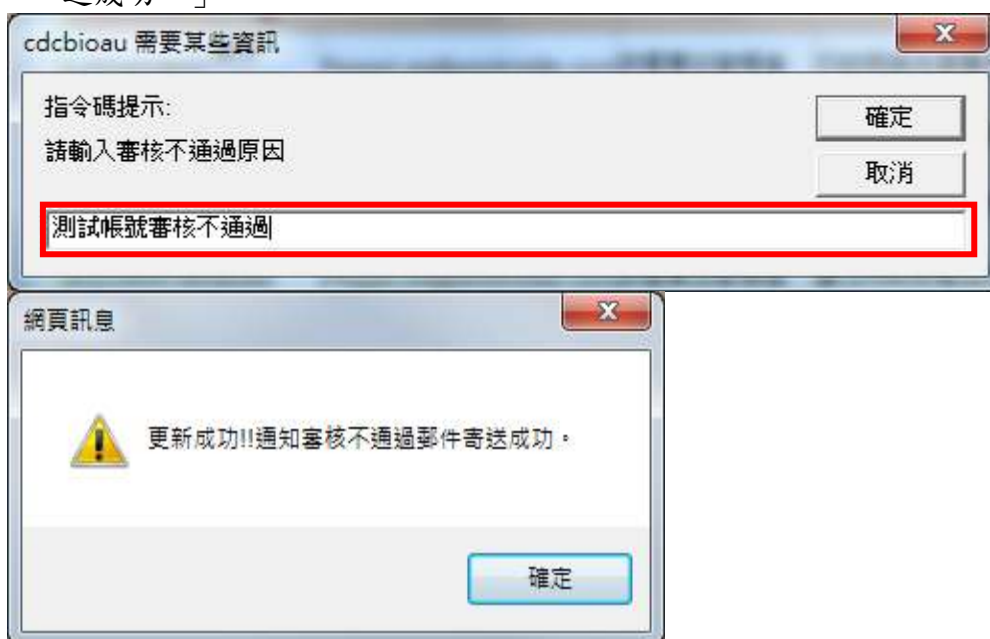 送成功。」
cdcbioau 需要某些資訊
指令碼提示:
請輸入審核不通過原因
確定
取消
測試帳號審核不通過
網頁訊息
更新成功!!通知審核不通過郵件寄送成功。
確定